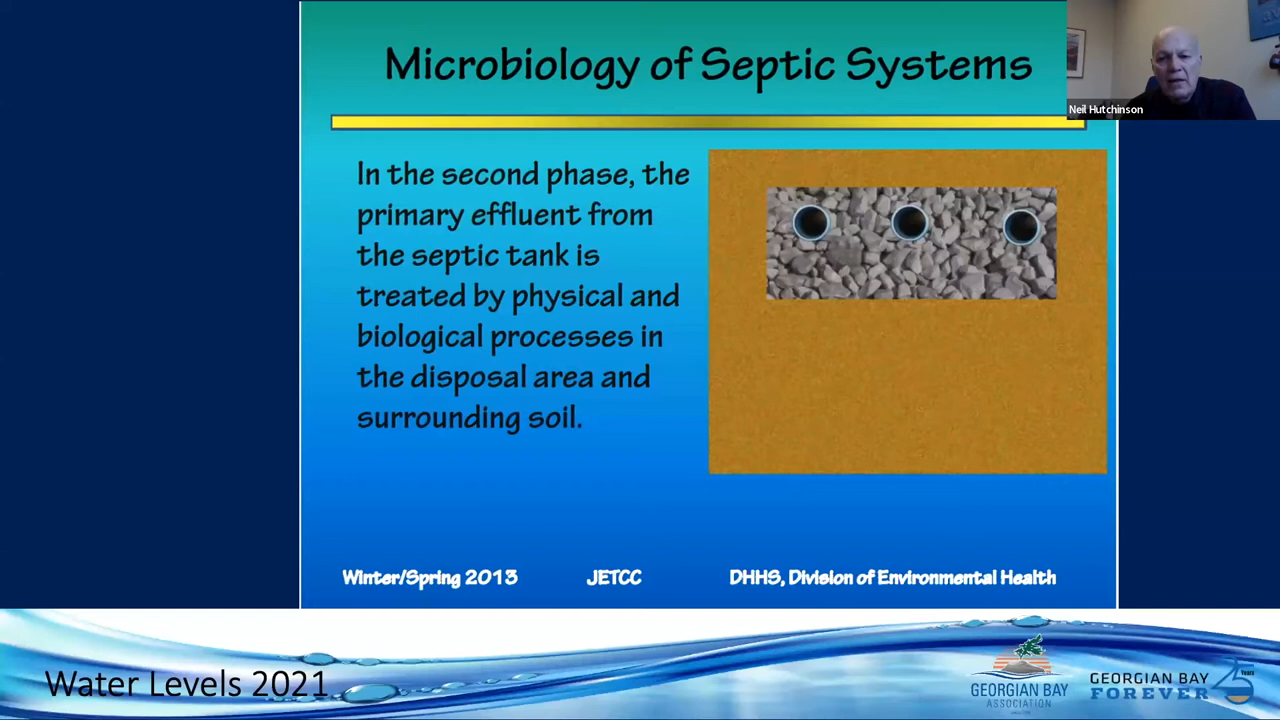 Microbiology of Septic Systems
Neil Hutchinson
In the second phase, the
primary effluent from
the septic tank is
treated by physical and
biological processes in
the disposal area and
surrounding soil.
Winter/Spring 2013 JETCC DHHS, Division of Environmental Health
Water Levels 2021
GEORGIAN BAY
ASSOCIATION
GEORGIAN BAY
FOREVER
25 Years